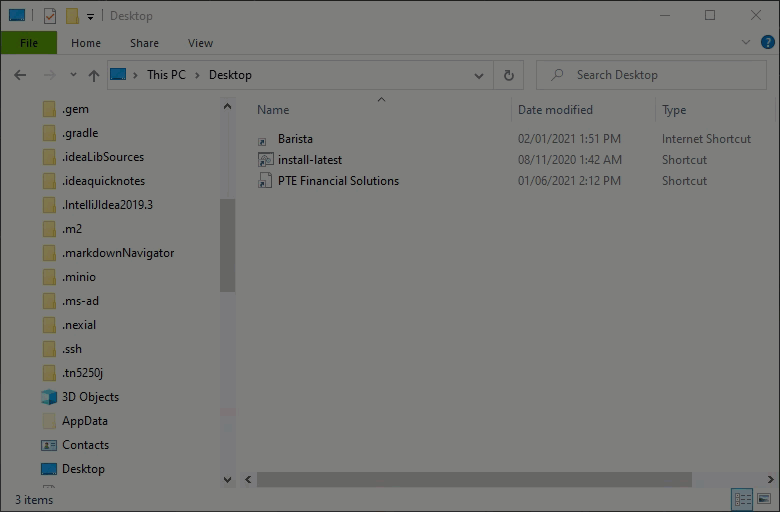 Desktop
File Home Share View
This PC Desktop Search Desktop
Name Date modified Type
.gem
.gradle
.ideaLibSources
.ideaquicknotes
.IntelliJIdea2019.3
.m2
.markdownNavigator
.minio
.ms-ad
.nexial
.ssh
.tn5250j
3D Objects
AppData
Contacts
Desktop
Barista 02/01/2021 1:51 PM Internet Shortcut
install-latest 08/11/2020 1:42 AM Shortcut
PTE Financial Solutions 01/06/2021 2:12 PM Shortcut
3 items